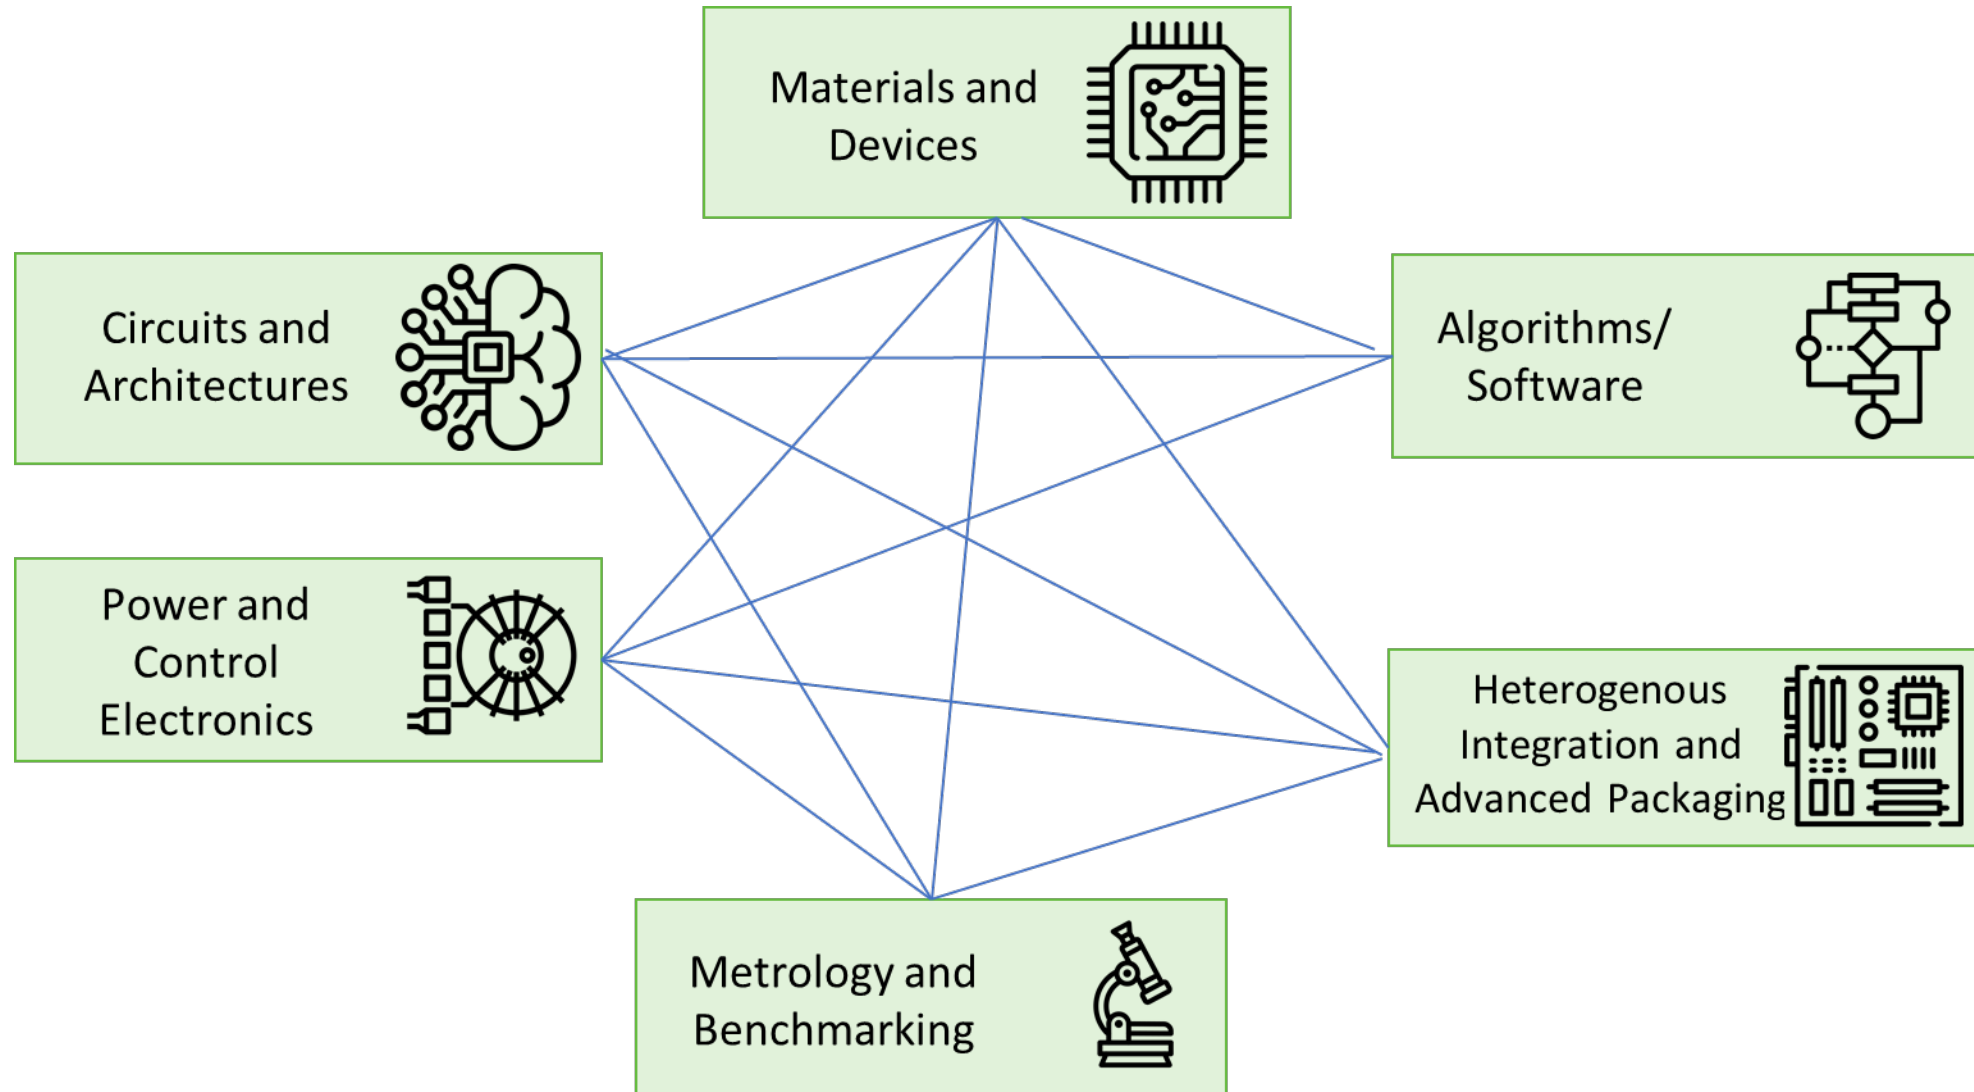 Materials and
Devices
Circuits and
Architectures
Algorithms/
Software
Power and
Control
Electronics
Heterogenous
Integration and
Advanced Packaging
Metrology and
Benchmarking